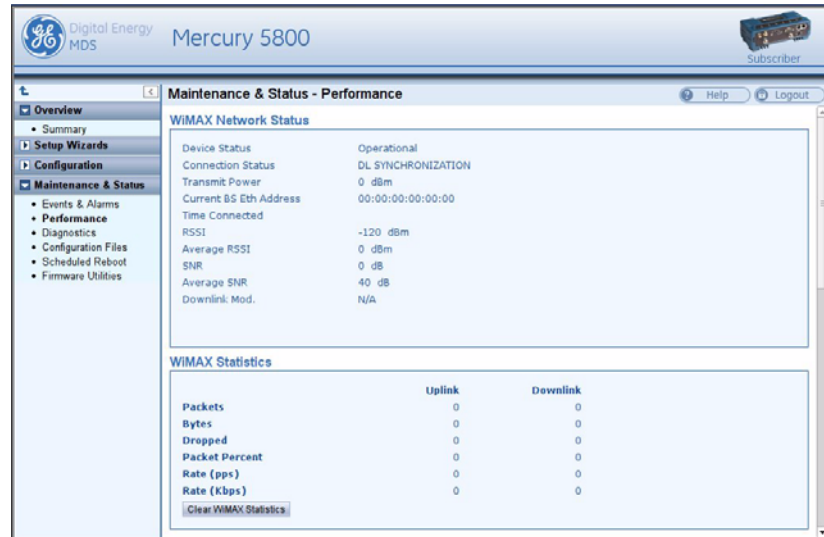 Digital Energy
MDS
Mercury 5800
Subscriber
Maintenance & Status - Performance
Help
Logout
Overview
Summary
Setup Wizards
Configuration
Maintenance & Status
Events & Alarms
Performance
Diagnostics
Configuration Files
Scheduled Reboot
Firmware Utilities
WiMAX Network Status
Device Status Operational
Connection Status DL SYNCHRONIZATION
Transmit Power 0 dBm
Current BS Eth Address 00:00:00:00:00:00
Time Connected
RSSI -120 dBm
Average RSSI 0 dBm
SNR 0 dB
Average SNR 40 dB
Downlink Mod. N/A
WiMAX Statistics
Uplink Downlink
Packets 0 0
Bytes 0 0
Dropped 0 0
Packet Percent 0 0
Rate (pps) 0 0
Rate (Kbps) 0 0
Clear WiMAX Statistics